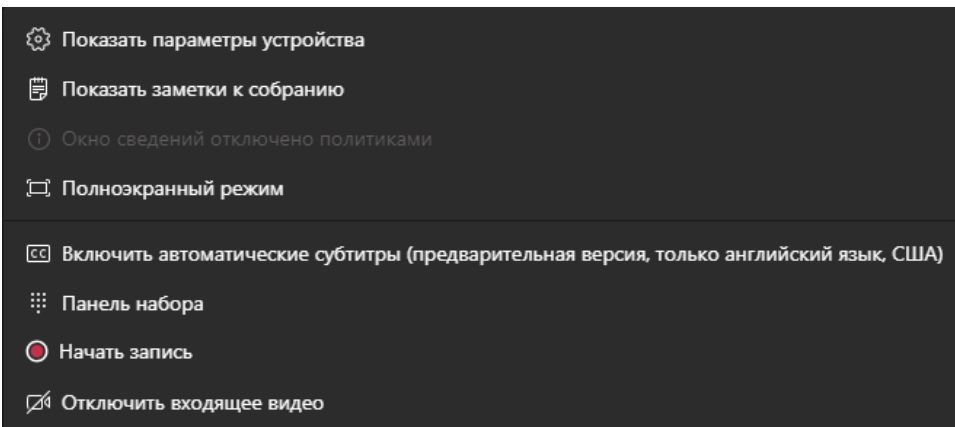 Показать параметры устройства
Показать заметки к собранию
Окно сведений отключено политиками
Полноэкранный режим
CC Включить автоматические субтитры (предварительная версия, только английский язык, США)
Панель набора
Начать запись
Отключить входящее видео